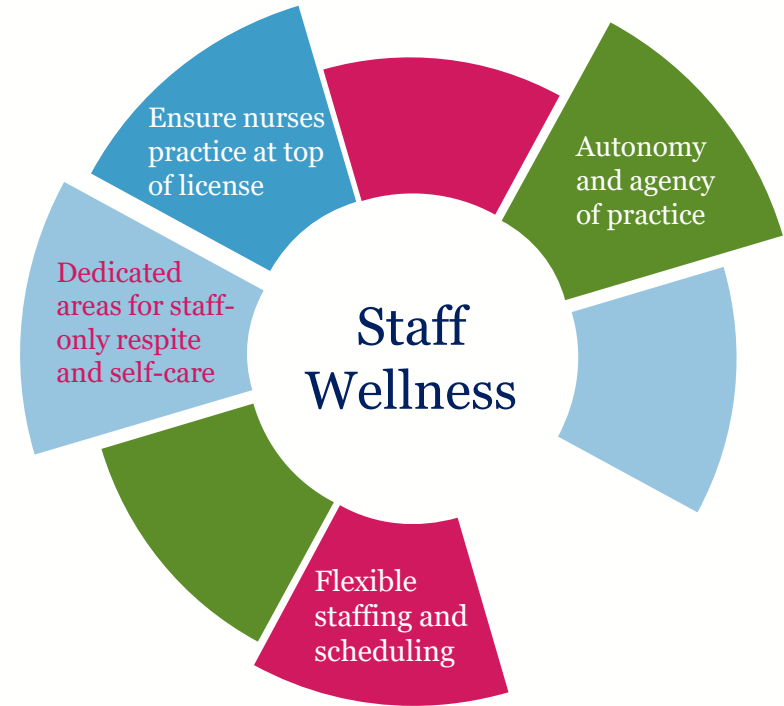 Ensure nurses
practice at top
of license
Autonomy
and agency
of practice
Dedicated
areas for staff-
only respite
and self-care
Staff
Wellness
Flexible
staffing and
scheduling